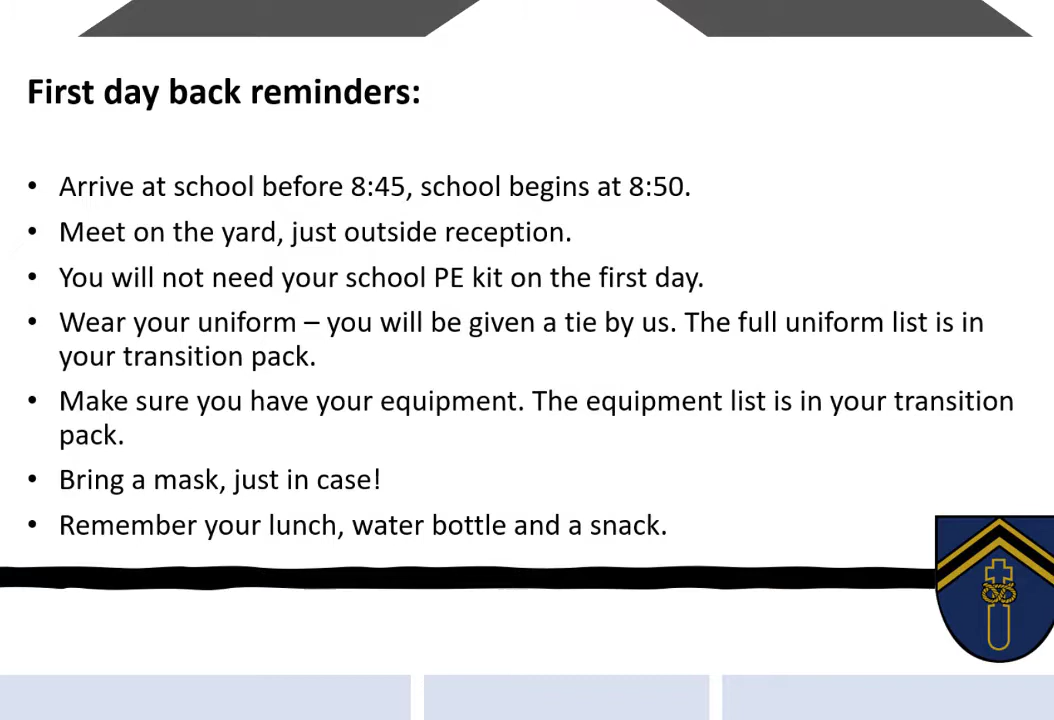 First day back reminders:
• Arrive at school before 8:45, school begins at 8:50.
• Meet on the yard, just outside reception.
• You will not need your school PE kit on the first day.
• Wear your uniform – you will be given a tie by us. The full uniform list is in
your transition pack.
• Make sure you have your equipment. The equipment list is in your transition
pack.
• Bring a mask, just in case!
• Remember your lunch, water bottle and a snack.